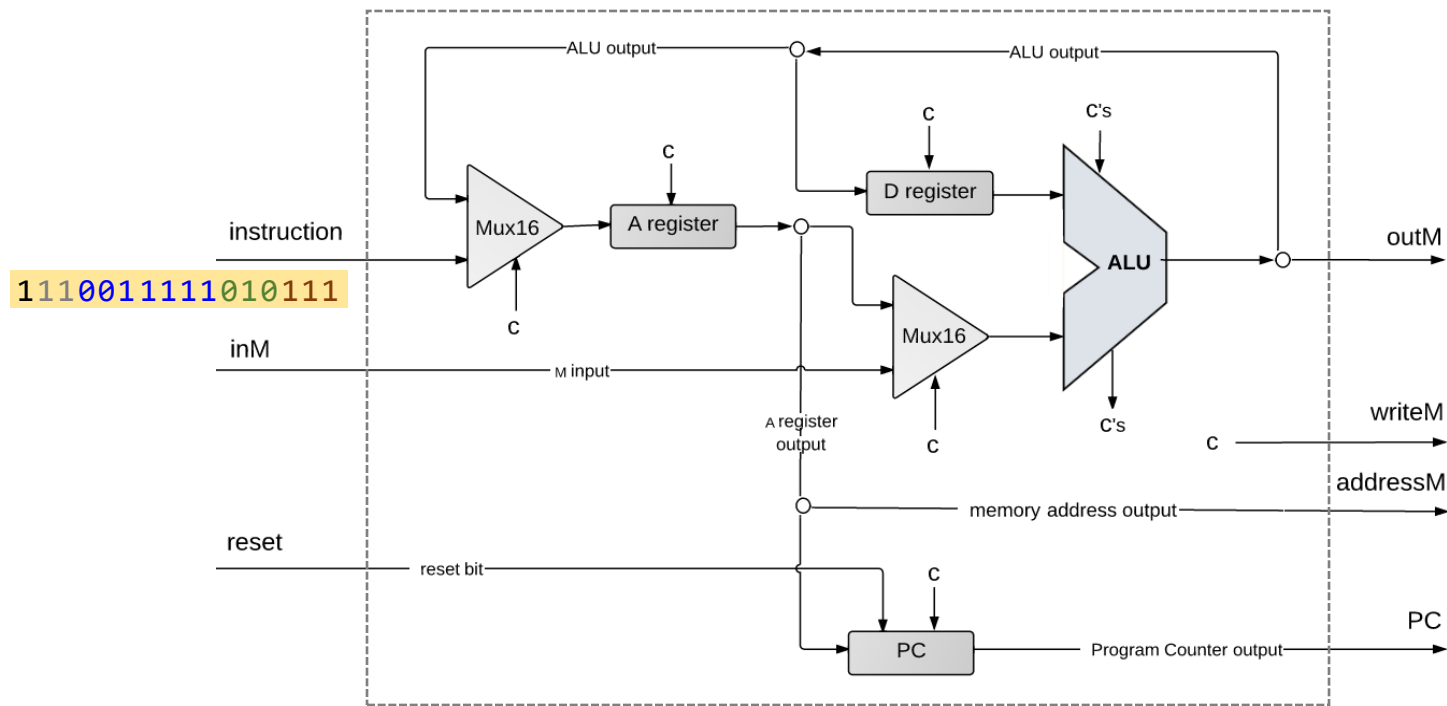 ALU output
ALU output
c
c's
c
instruction
Mux16
A register
D register
ALU
outM
1110011111010111
c
inM
Mux16
M input
writeM
A register
output
c
c's
c
addressM
memory address output
reset
reset bit
c
PC
PC
Program Counter output